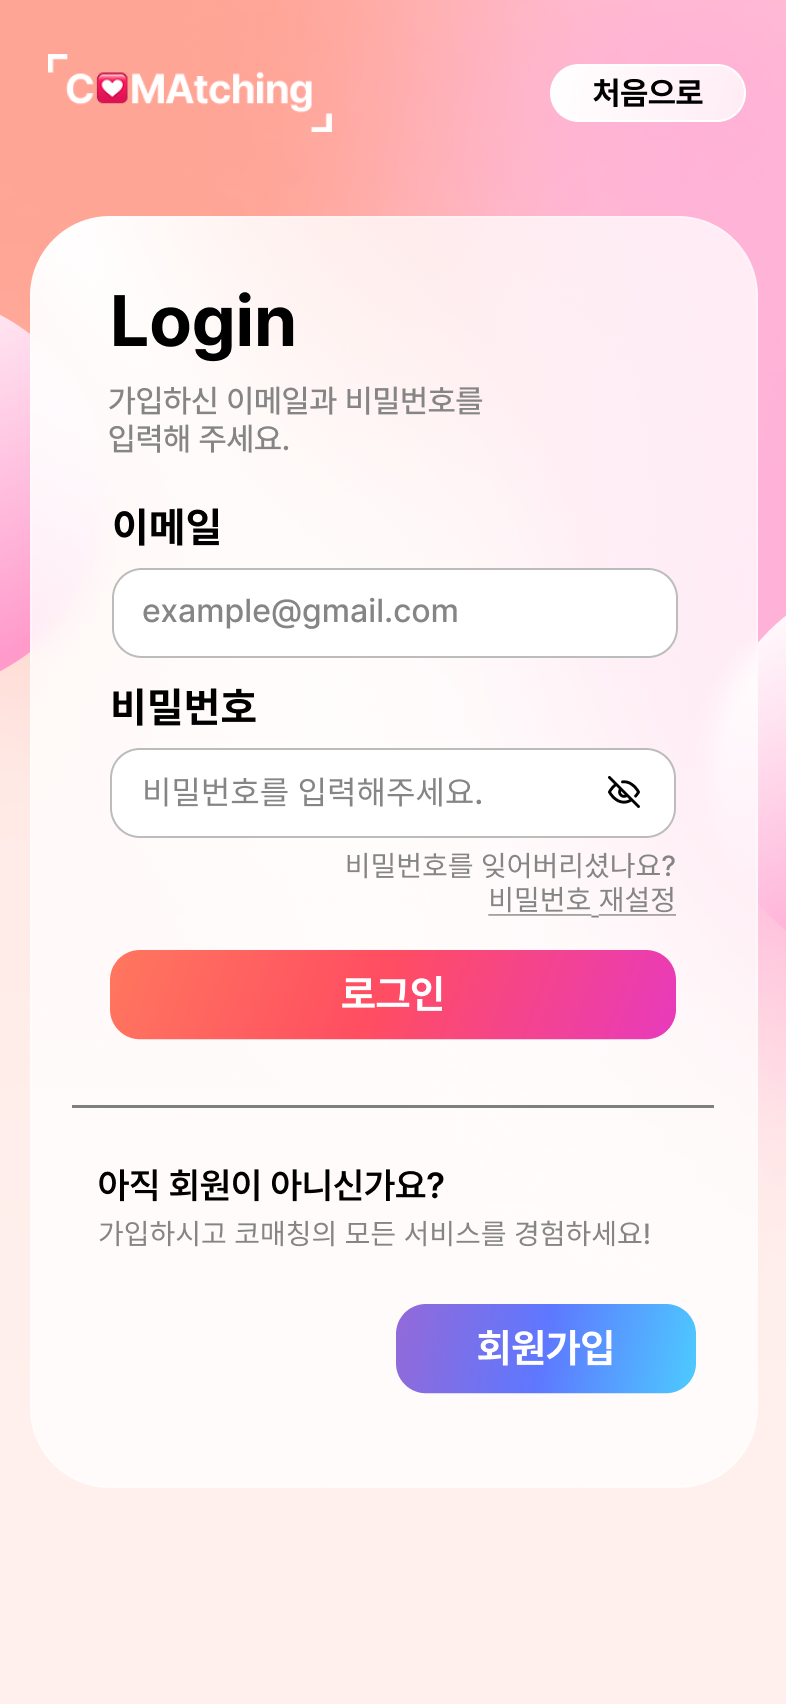 C💟MAtching
처음으로
Login
가입하신 이메일과 비밀번호를
입력해 주세요.
이메일
example@gmail.com
비밀번호
비밀번호를 입력해주세요.
비밀번호를 잊어버리셨나요?
비밀번호 재설정
로그인
아직 회원이 아니신가요?
가입하시고 코매칭의 모든 서비스를 경험하세요!
회원가입